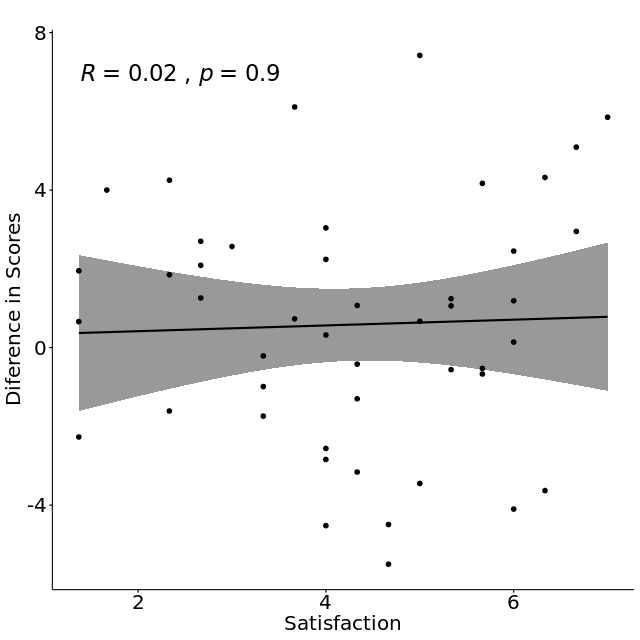 8
R = 0.02 , p = 0.9
4
0
-4
Diference in Scores
2 4 6
Satisfaction